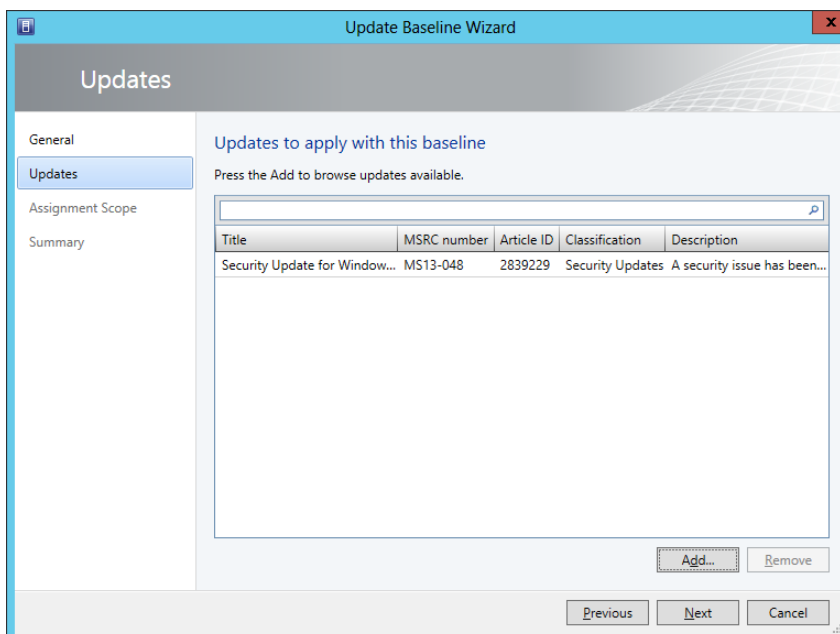 Update Baseline Wizard
x
Updates
General
Updates
Assignment Scope
Summary
Updates to apply with this baseline
Press the Add to browse updates available.
Title MSRC number Article ID Classification Description
Security Update for Window... MS13-048 2839229 Security Updates A security issue has been...
Add... Remove
Previous Next Cancel